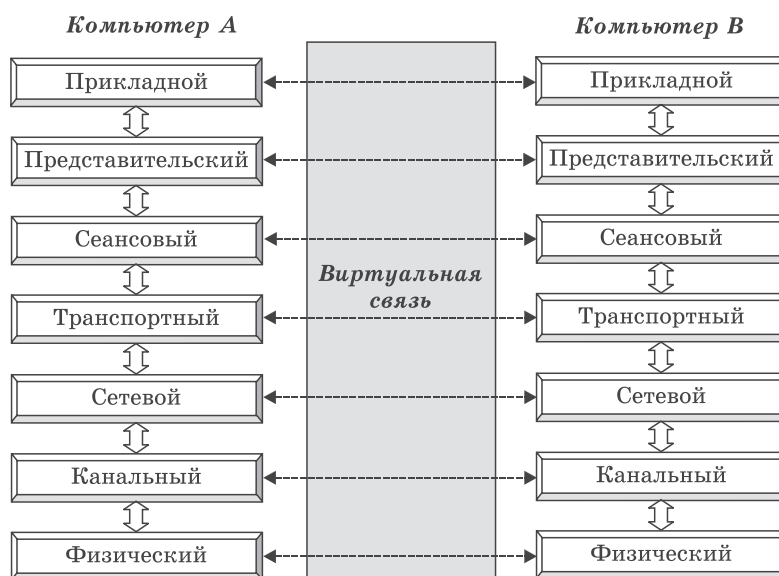 Компьютер A
Компьютер B
Прикладной
Прикладной
Представительский
Представительский
Сеансовый
Сеансовый
Виртуальная
связь
Транспортный
Транспортный
Сетевой
Сетевой
Канальный
Канальный
Физический
Физический